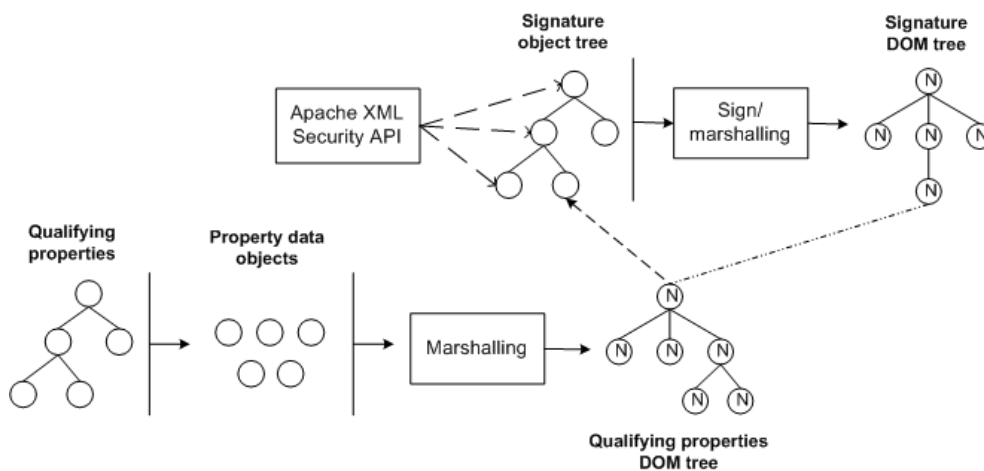 Signature
object tree
Signature
DOM tree
Apache XML
Security API
Sign/
marshalling
N
N
N
N
N
Qualifying
properties
Property data
objects
Marshalling
N
N
N
N
N
N
Qualifying properties
DOM tree